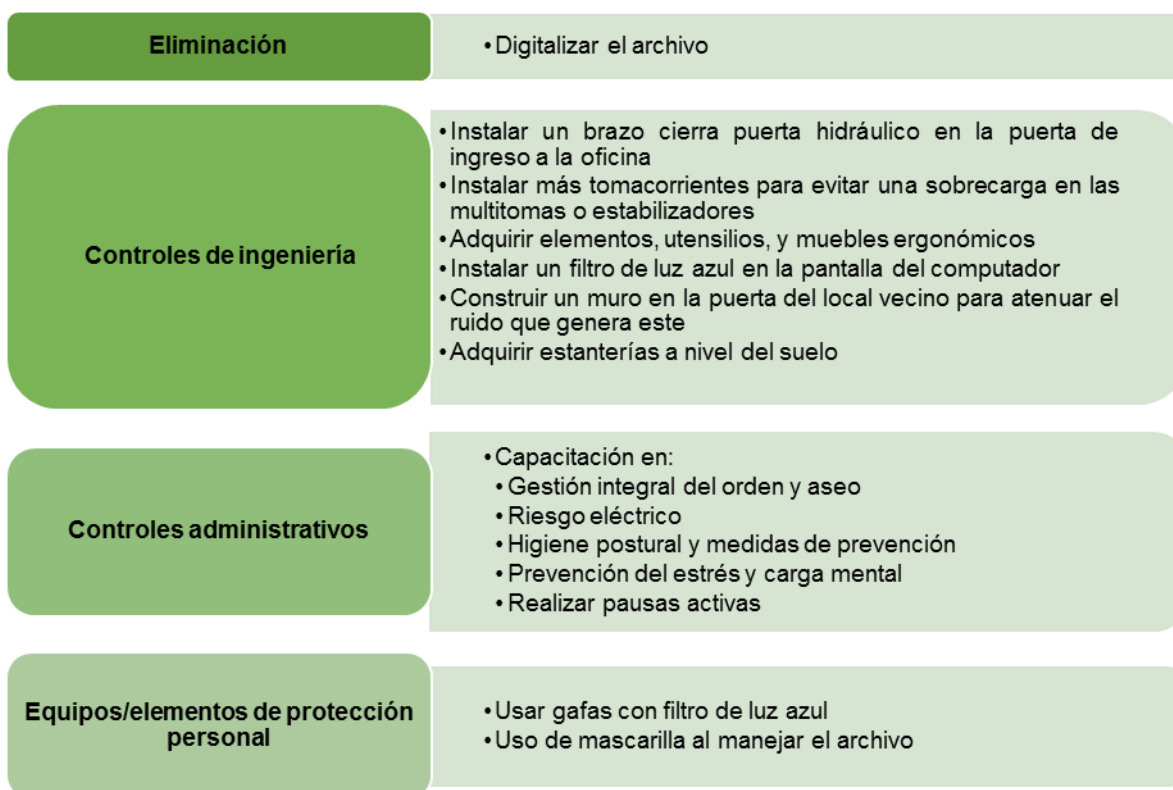 Eliminación
•Digitalizar el archivo
Controles de ingeniería
•Instalar un brazo cierra puerta hidráulico en la puerta de
ingreso a la oficina
•Instalar más tomacorrientes para evitar una sobrecarga en las
multitomas o estabilizadores
•Adquirir elementos, utensilios, y muebles ergonómicos
•Instalar un filtro de luz azul en la pantalla del computador
•Construir un muro en la puerta del local vecino para atenuar el
ruido que genera este
•Adquirir estanterías a nivel del suelo
Controles administrativos
•Capacitación en:
•Gestión integral del orden y aseo
•Riesgo eléctrico
•Higiene postural y medidas de prevención
•Prevención del estrés y carga mental
•Realizar pausas activas
Equipos/elementos de protección
personal
•Usar gafas con filtro de luz azul
•Uso de mascarilla al manejar el archivo